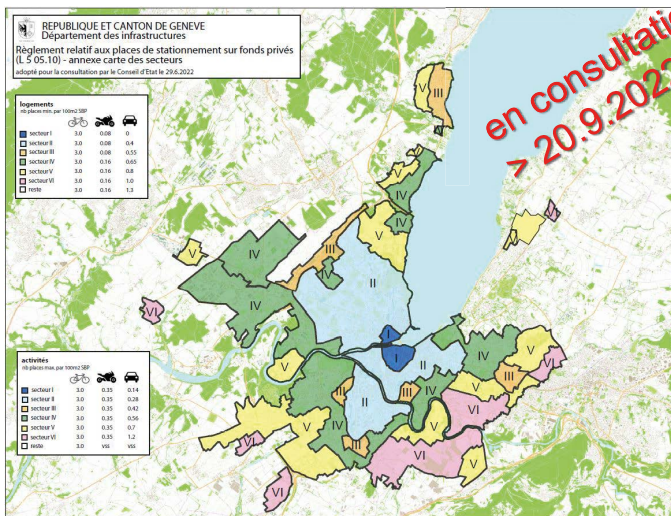 REPUBLIQUE ET CANTON DE GENEVE
Département des infrastructures
Règlement relatif aux places de stationnement sur fonds privés
(L 5 05.10) - annexe carte des secteurs
adopté pour la consultation par le Conseil d'Etat le 29.6.2022
en consultation
> 20.9.2022
logements
nb places min. par 100m2 SBP
secteur I 3.0 0.08 0
secteur II 3.0 0.08 0.4
secteur III 3.0 0.08 0.55
secteur IV 3.0 0.16 0.65
secteur V 3.0 0.16 0.8
secteur VI 3.0 0.16 1.0
reste 3.0 0.16 1.3
V III
V
IV
IV
V
V
V
III
IV
IV
V
II
IV
VI
I
I
II
IV
V
VI
V
III
V
III
III
IV
II
V
VI
V
IV
III
VI
V
VI
V
VI
activités
nb places max. par 100m2 SBP
secteur I 3.0 0.35 0.14
secteur II 3.0 0.35 0.28
secteur III 3.0 0.35 0.42
secteur IV 3.0 0.35 0.56
secteur V 3.0 0.35 0.7
secteur VI 3.0 0.35 1.2
reste 3.0 vss vss